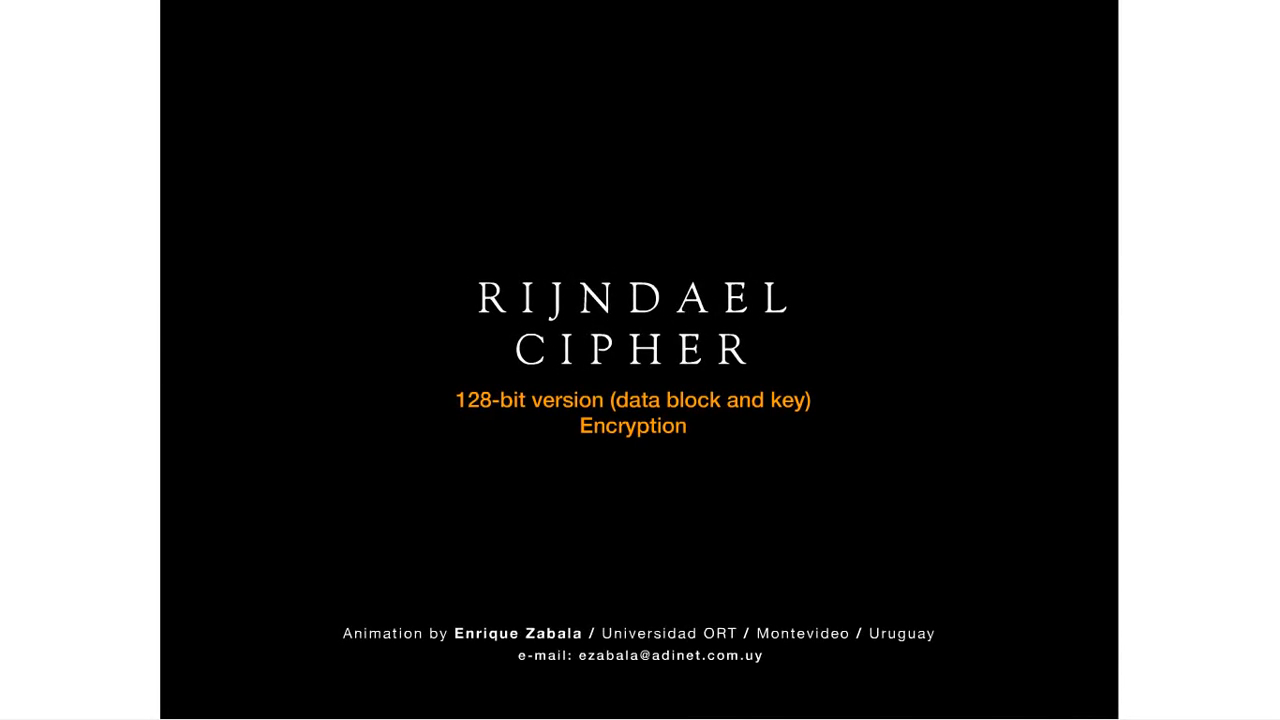 RIJNDAEL
CIPHER
128-bit version (data block and key)
Encryption
Animation by Enrique Zabala / Universidad ORT / Montevideo / Uruguay
e-mail: ezabala@adinet.com.uy